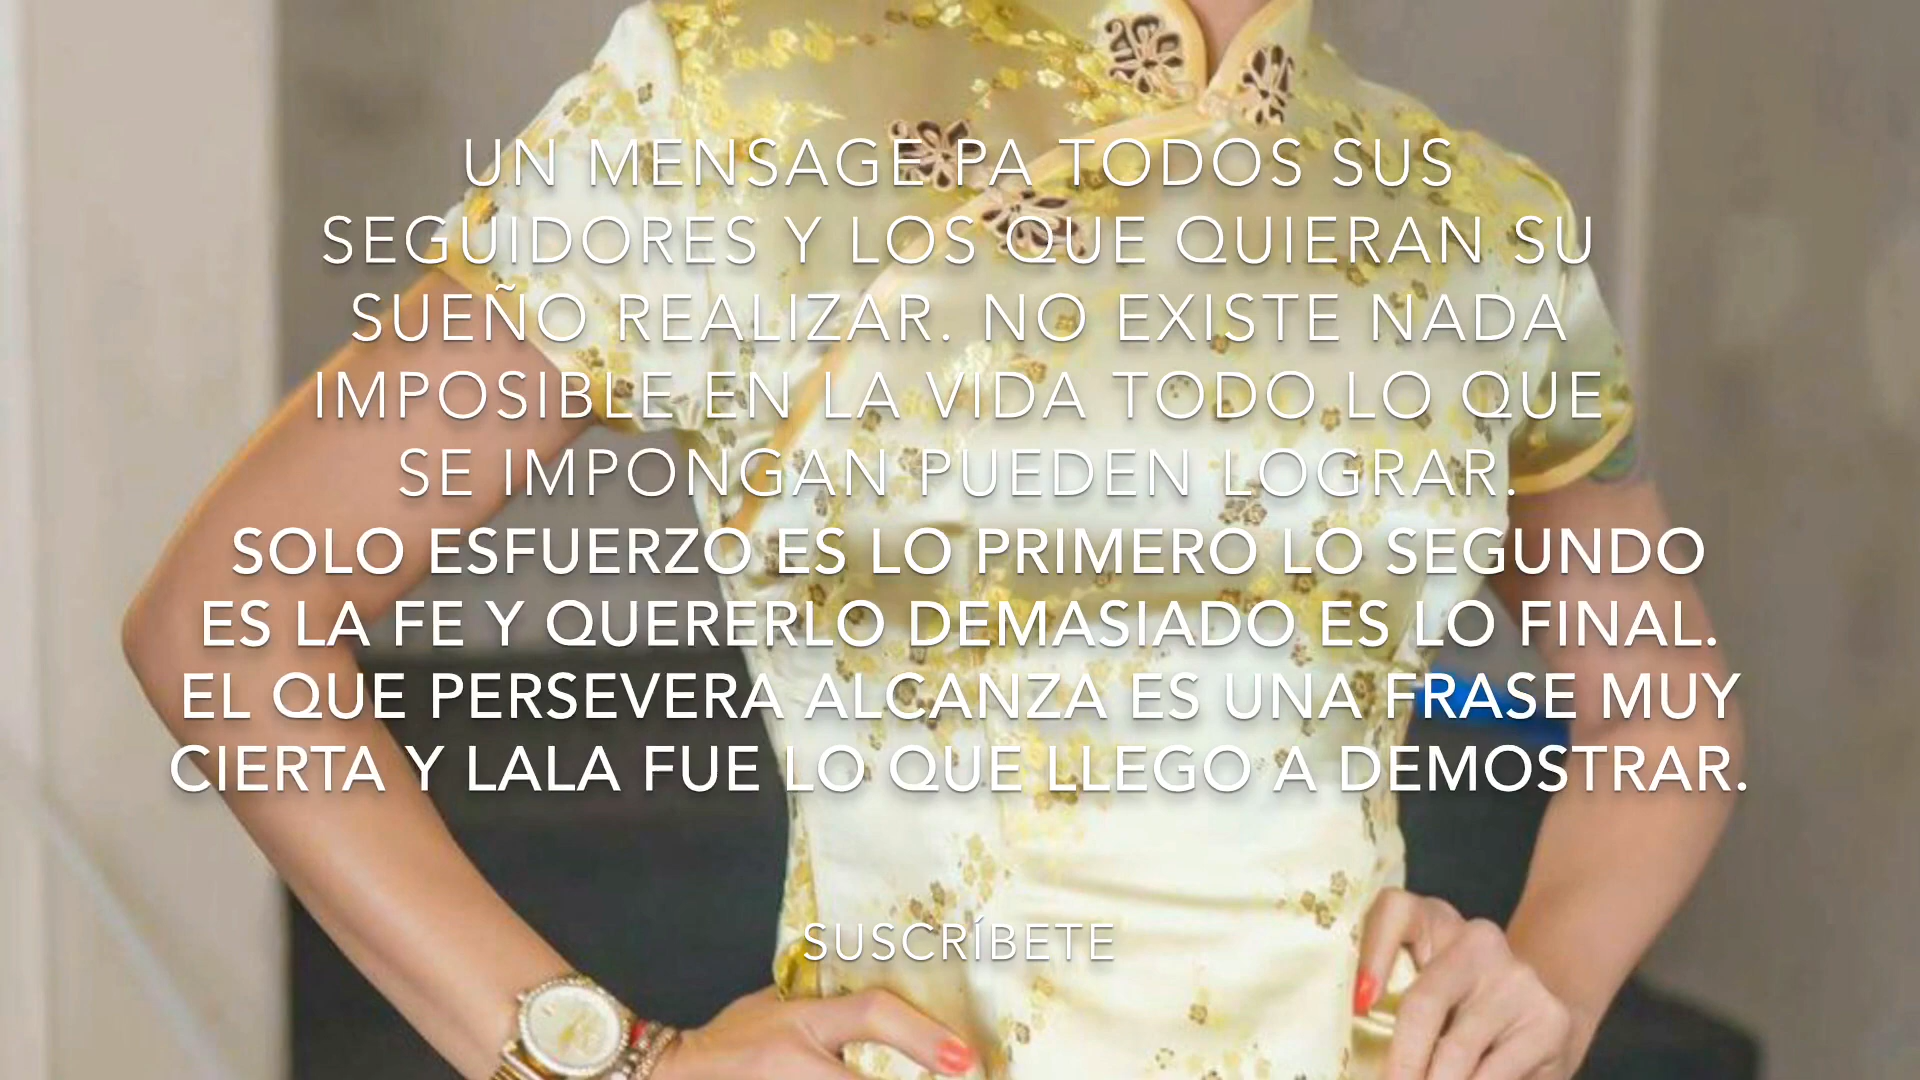 UN MENSAGE PA TODOS SUS
SEGUIDORES Y LOS QUE QUIERAN SU
SUEÑO REALIZAR. NO EXISTE NADA
IMPOSIBLE EN LA VIDA TODO LO QUE
SE IMPONGAN PUEDEN LOGRAR.
SOLO ESFUERZO ES LO PRIMERO LO SEGUNDO
ES LA FE Y QUERERLO DEMASIADO ES LO FINAL.
EL QUE PERSEVERA ALCANZA ES UNA FRASE MUY
CIERTA Y LALA FUE LO QUE LLEGO A DEMOSTRAR.
SUSCRÍBETE